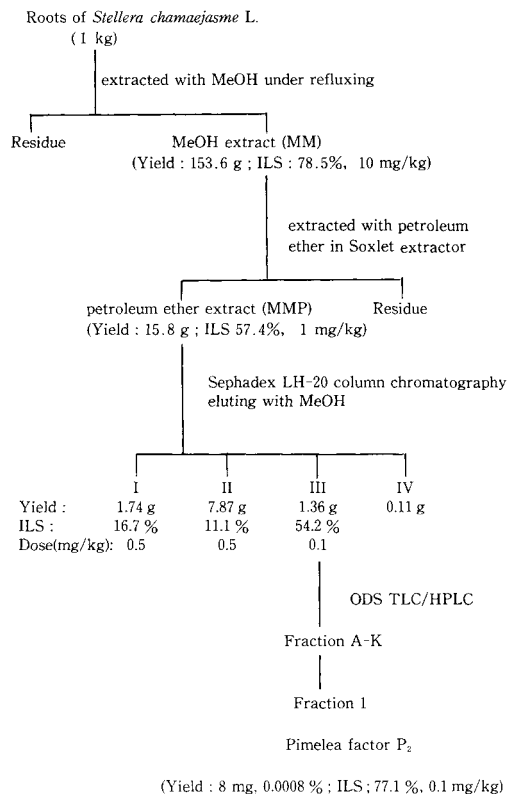 Roots of Stellera chamaejasme L.
(1 kg)
extracted with MeOH under refluxing
Residue
MeOH extract (MM)
(Yield : 153.6 g ; ILS : 78.5%, 10 mg/kg)
extracted with petroleum
ether in Soxlet extractor
petroleum ether extract (MMP)
Residue
(Yield : 15.8 g ; ILS 57.4%, 1 mg/kg)
Sephadex LH-20 column chromatography
eluting with MeOH
I II III IV
Yield : 1.74 g 7.87 g 1.36 g 0.11 g
ILS : 16.7 % 11.1 % 54.2 %
Dose(mg/kg): 0.5 0.5 0.1
ODS TLC/HPLC
Fraction A-K
Fraction 1
Pimelea factor P₂
(Yield : 8 mg, 0.0008 % ; ILS ; 77.1 %, 0.1 mg/kg)